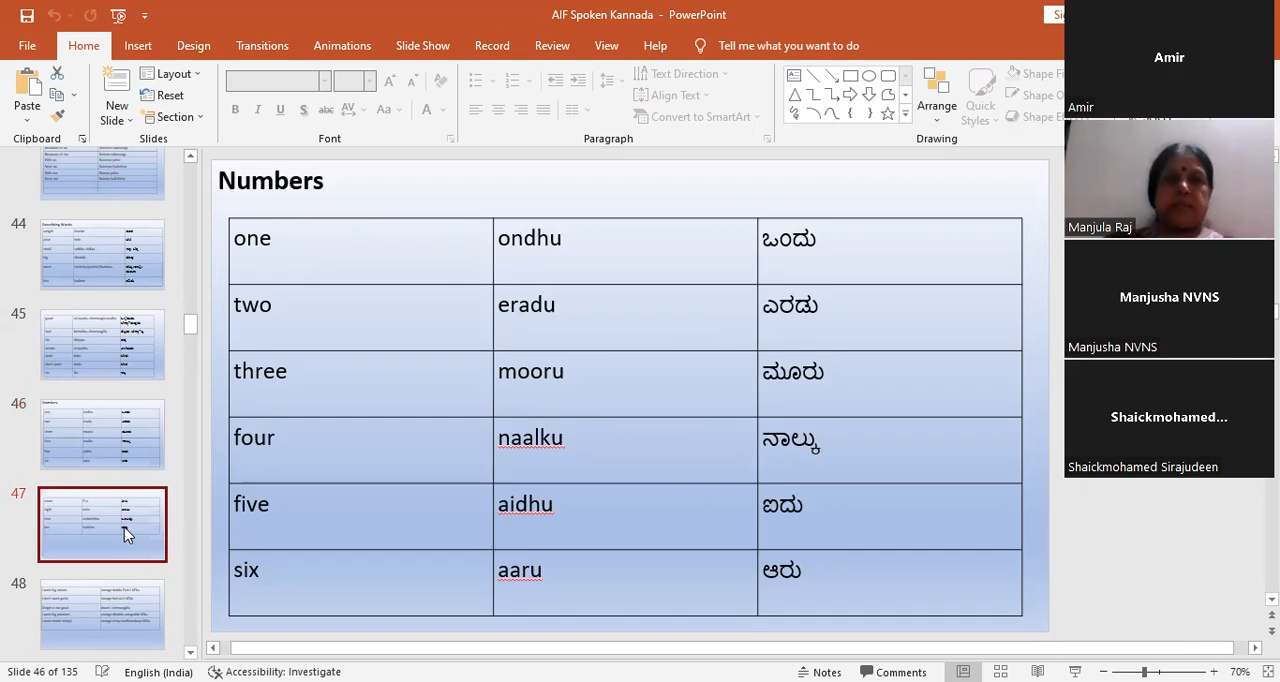 AIF Spoken Kannada - PowerPoint
File Home Insert Design Transitions Animations Slide Show Record Review View Help Tell me what you want to do
Paste
New Slide
Layout
Reset
Section
Text Direction
Align Text
Convert to SmartArt
Arrange
Quick Styles
Shape
Shape
Shape
Clipboard Slides Font Paragraph Drawing
44
45
46
47
48
Numbers
one ondhu ಒಂದು
two eradu ಎರಡು
three mooru ಮೂರು
four naalku ನಾಲ್ಕು
five aidhu ಐದು
six aaru ಆರು
Amir
Amir
Manjula Raj
Manjusha NVNS
Manjusha NVNS
Shaickmohamed...
Shaickmohamed Sirajudeen
Slide 46 of 135 English (India) Accessibility: Investigate Notes Comments 70%